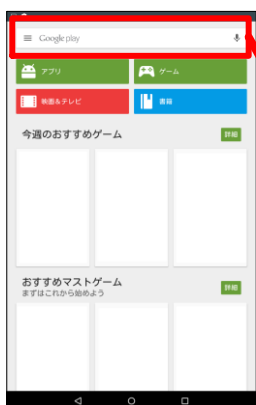 Google play
アプリ
ゲーム
映画&テレビ
書籍
今週のおすすめゲーム
詳細
おすすめマストゲーム
まずはこれから始めよう
詳細